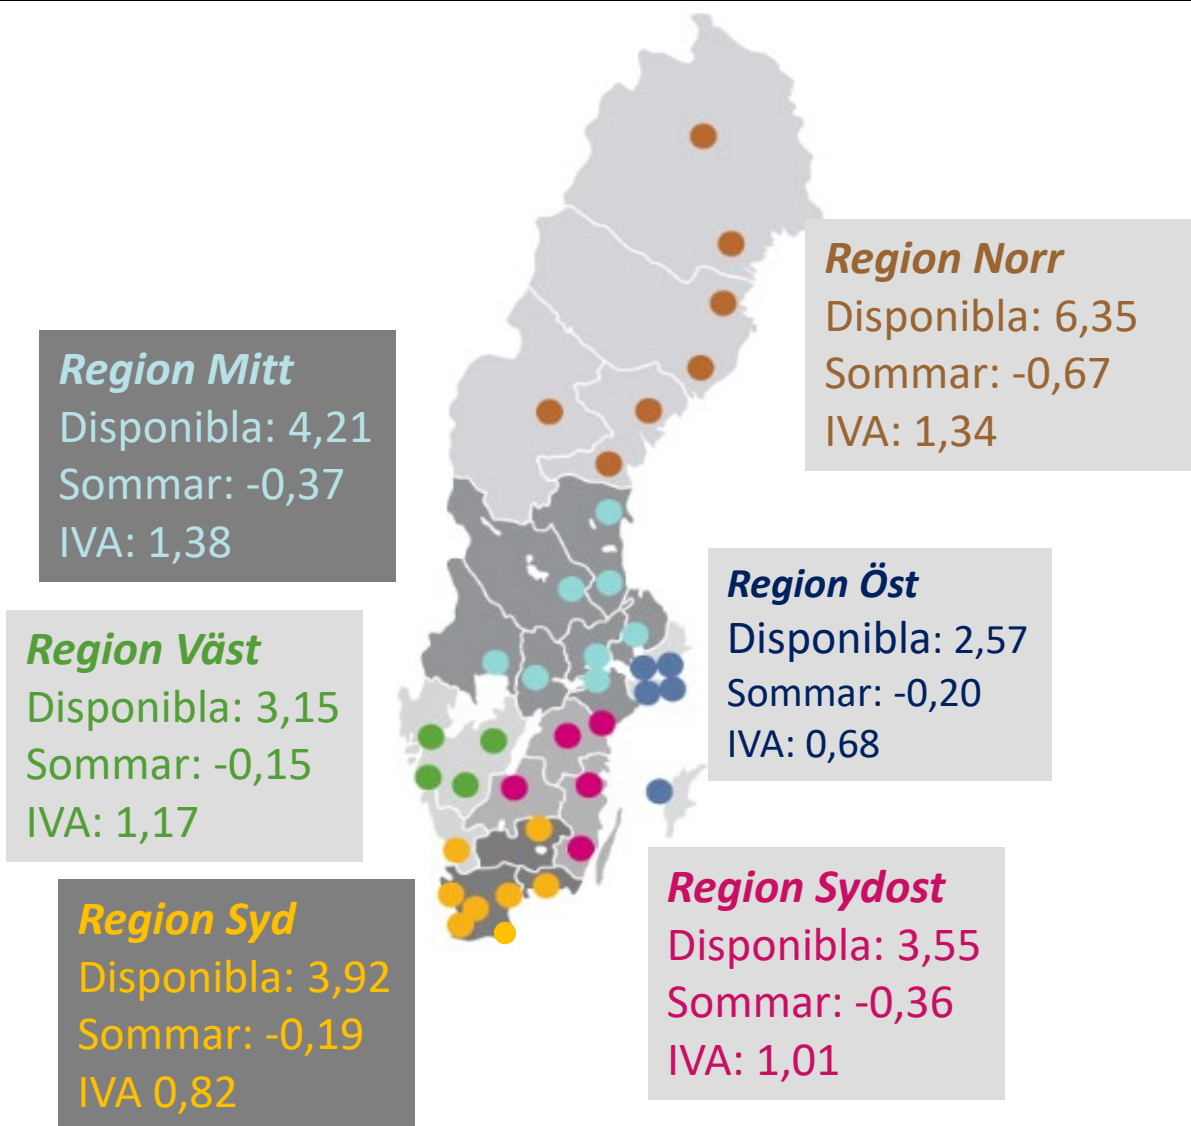 Region Norr
Disponibla: 6,35
Sommar: -0,67
IVA: 1,34
Region Mitt
Disponibla: 4,21
Sommar: -0,37
IVA: 1,38
Region Öst
Disponibla: 2,57
Sommar: -0,20
IVA: 0,68
Region Väst
Disponibla: 3,15
Sommar: -0,15
IVA: 1,17
Region Sydost
Disponibla: 3,55
Sommar: -0,36
IVA: 1,01
Region Syd
Disponibla: 3,92
Sommar: -0,19
IVA 0,82